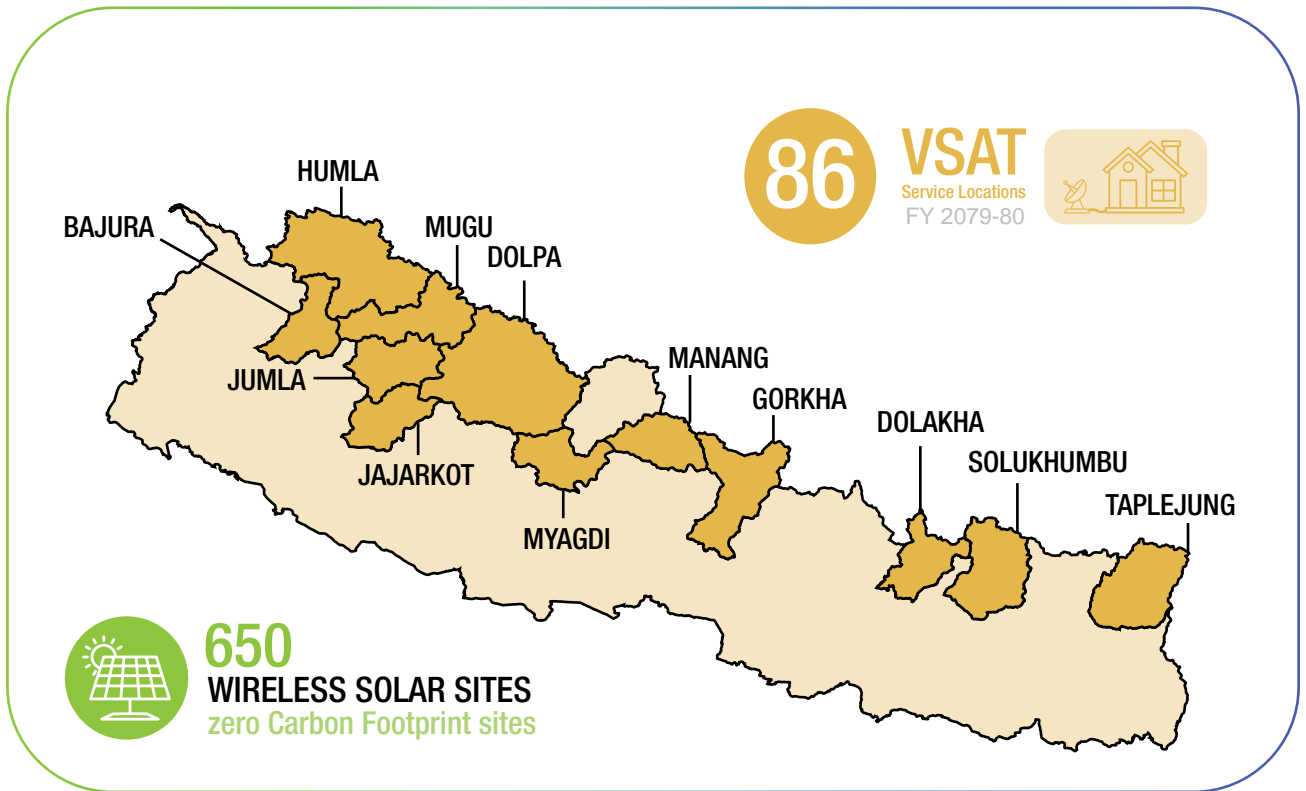 86
VSAT
Service Locations
FY 2079-80
HUMLA
BAJURA
MUGU
DOLPA
MANANG
JUMLA
GORKHA
DOLAKHA
SOLUKHUMBU
JAJARKOT
TAPLEJUNG
MYAGDI
650
WIRELESS SOLAR SITES
zero Carbon Footprint sites